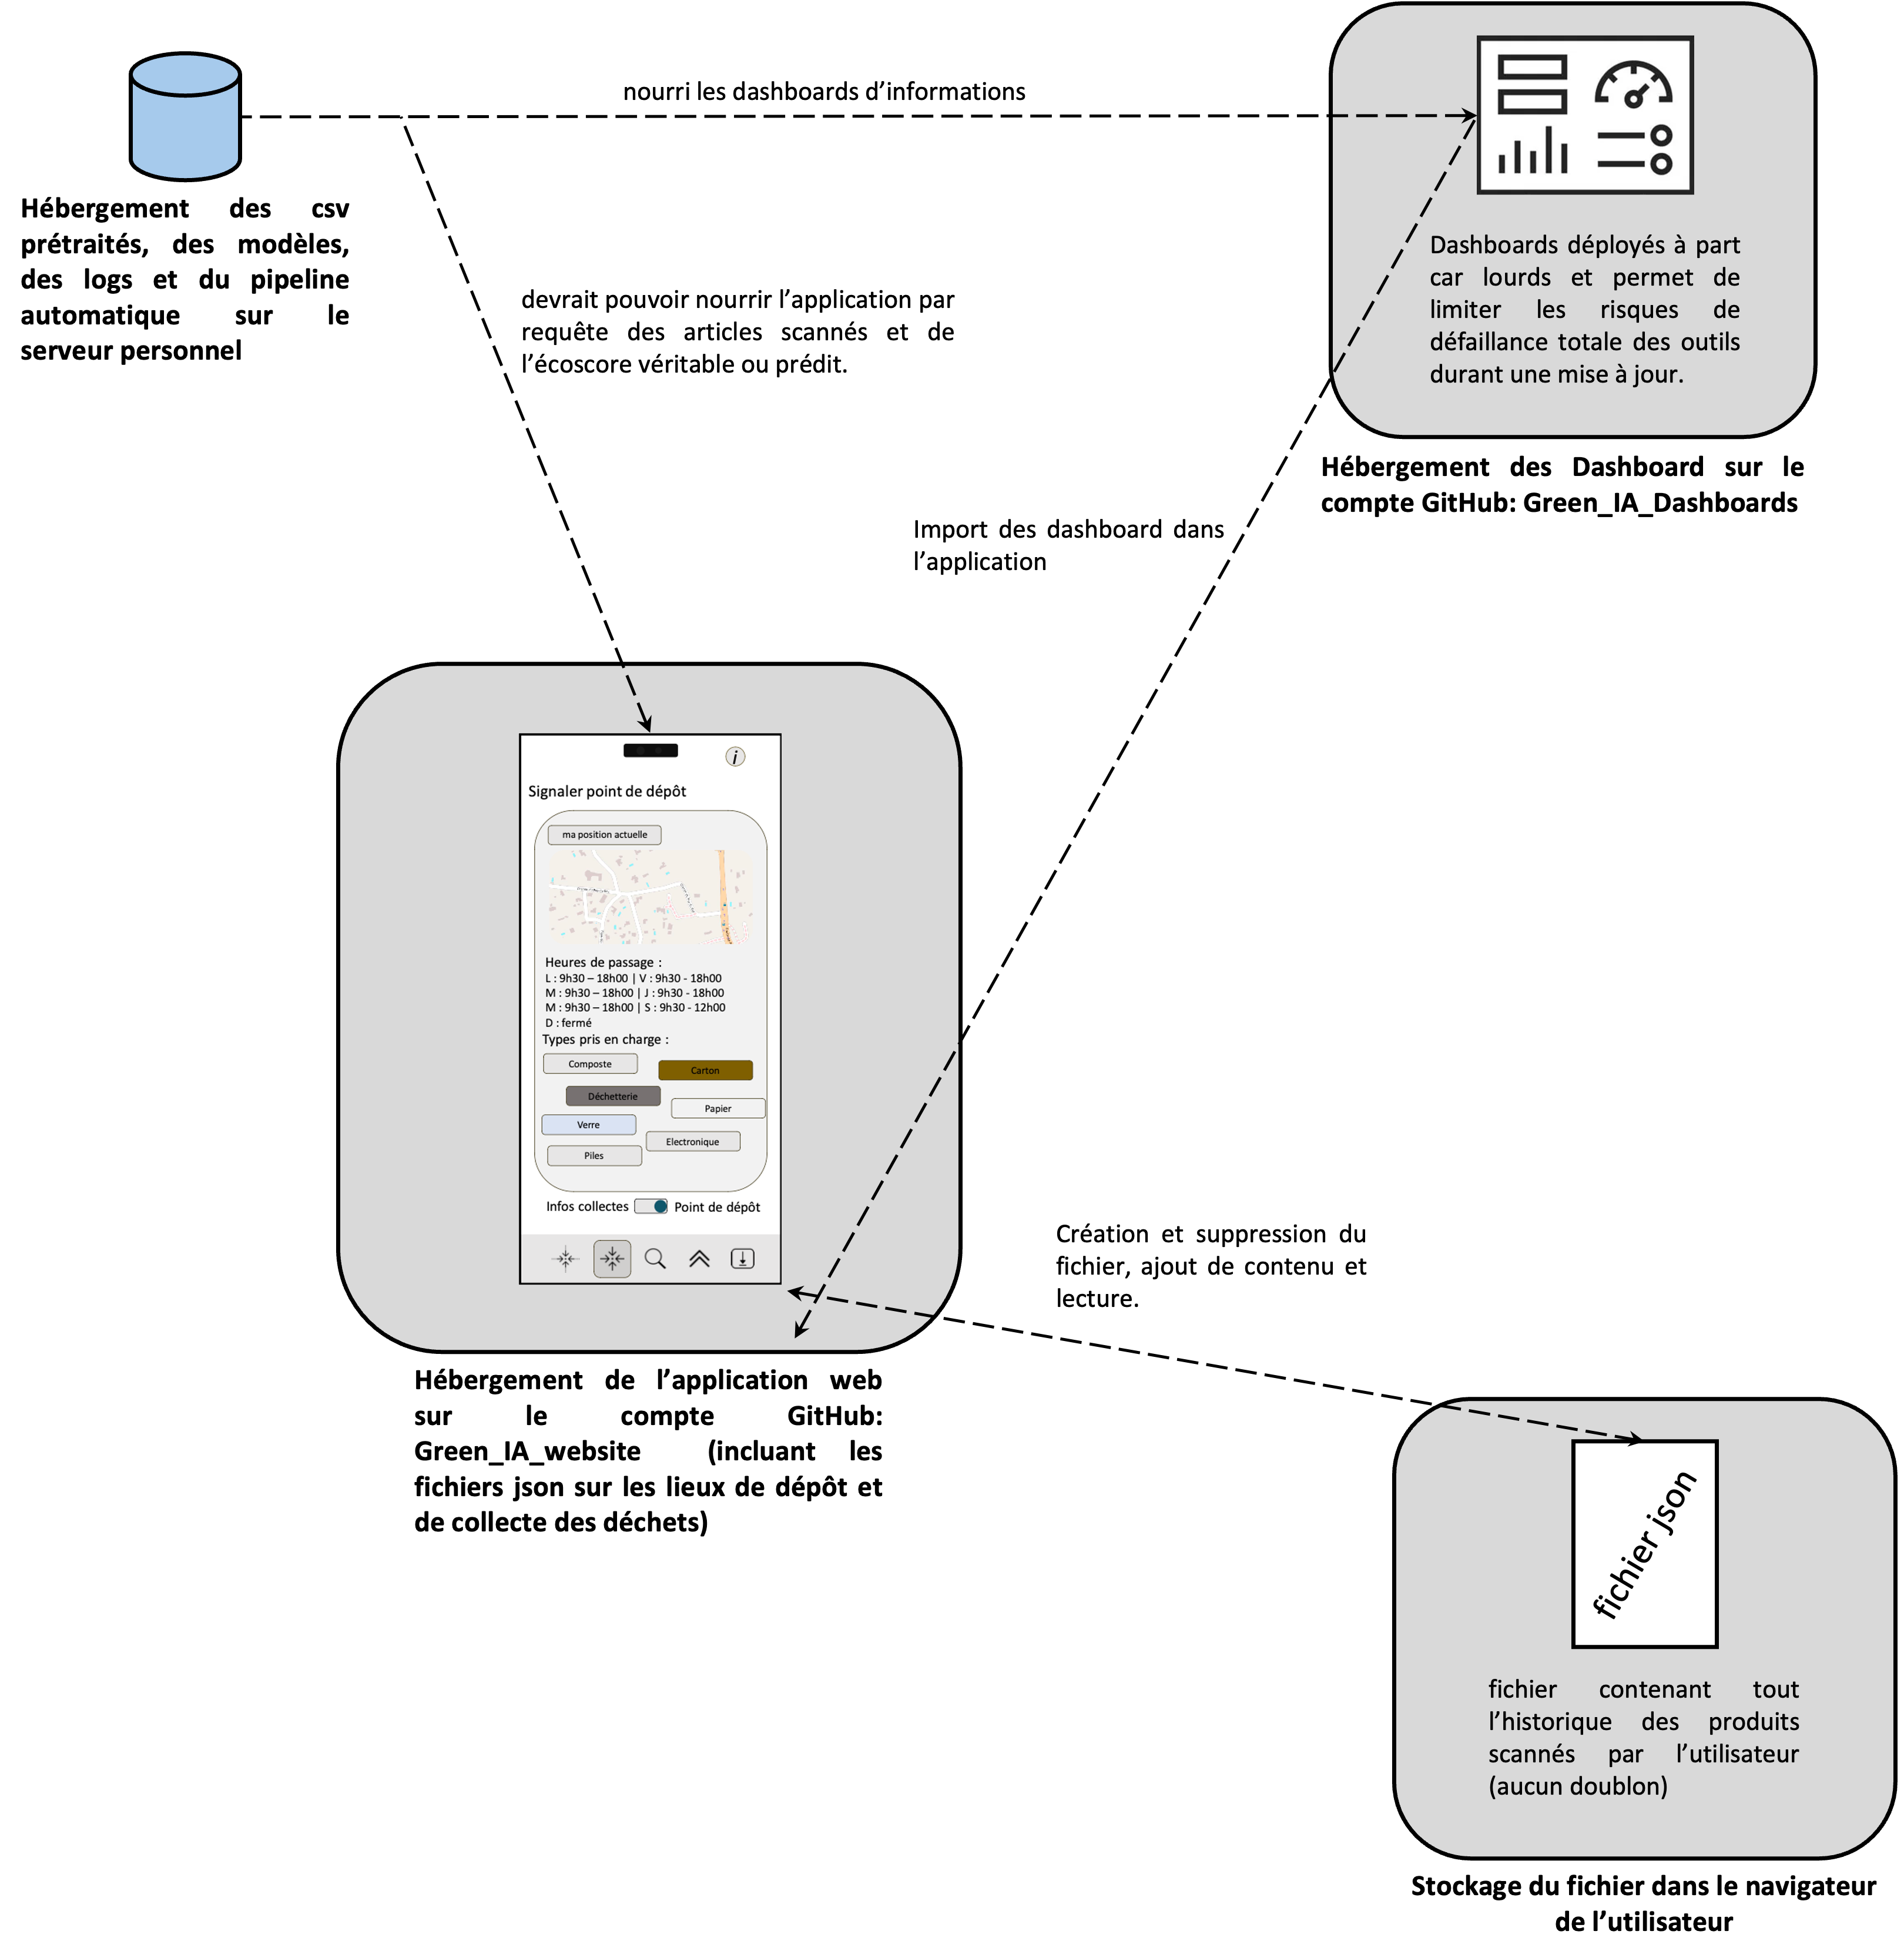 nourri les dashboards d’informations
Hébergement des csv
prétraités, des modèles,
des logs et du pipeline
automatique sur le
serveur personnel
devrait pouvoir nourrir l’application par
requête des articles scannés et de
l’écoscore véritable ou prédit.
Dashboards déployés à part
car lourds et permet de
limiter les risques de
défaillance totale des outils
durant une mise à jour.
Hébergement des Dashboard sur le
compte GitHub: Green_IA_Dashboards
Import des dashboard dans
l’application
i
Signaler point de dépôt
ma position actuelle
Heures de passage :
L : 9h30 – 18h00 | V : 9h30 - 18h00
M : 9h30 – 18h00 | J : 9h30 - 18h00
M : 9h30 – 18h00 | S : 9h30 - 12h00
D : fermé
Types pris en charge :
Composte
Carton
Déchetterie
Papier
Verre
Electronique
Piles
Infos collectes
Point de dépôt
Création et suppression du
fichier, ajout de contenu et
lecture.
Hébergement de l’application web
sur le compte GitHub:
Green_IA_website (incluant les
fichiers json sur les lieux de dépôt et
de collecte des déchets)
fichier json
fichier contenant tout
l’historique des produits
scannés par l’utilisateur
(aucun doublon)
Stockage du fichier dans le navigateur
de l’utilisateur